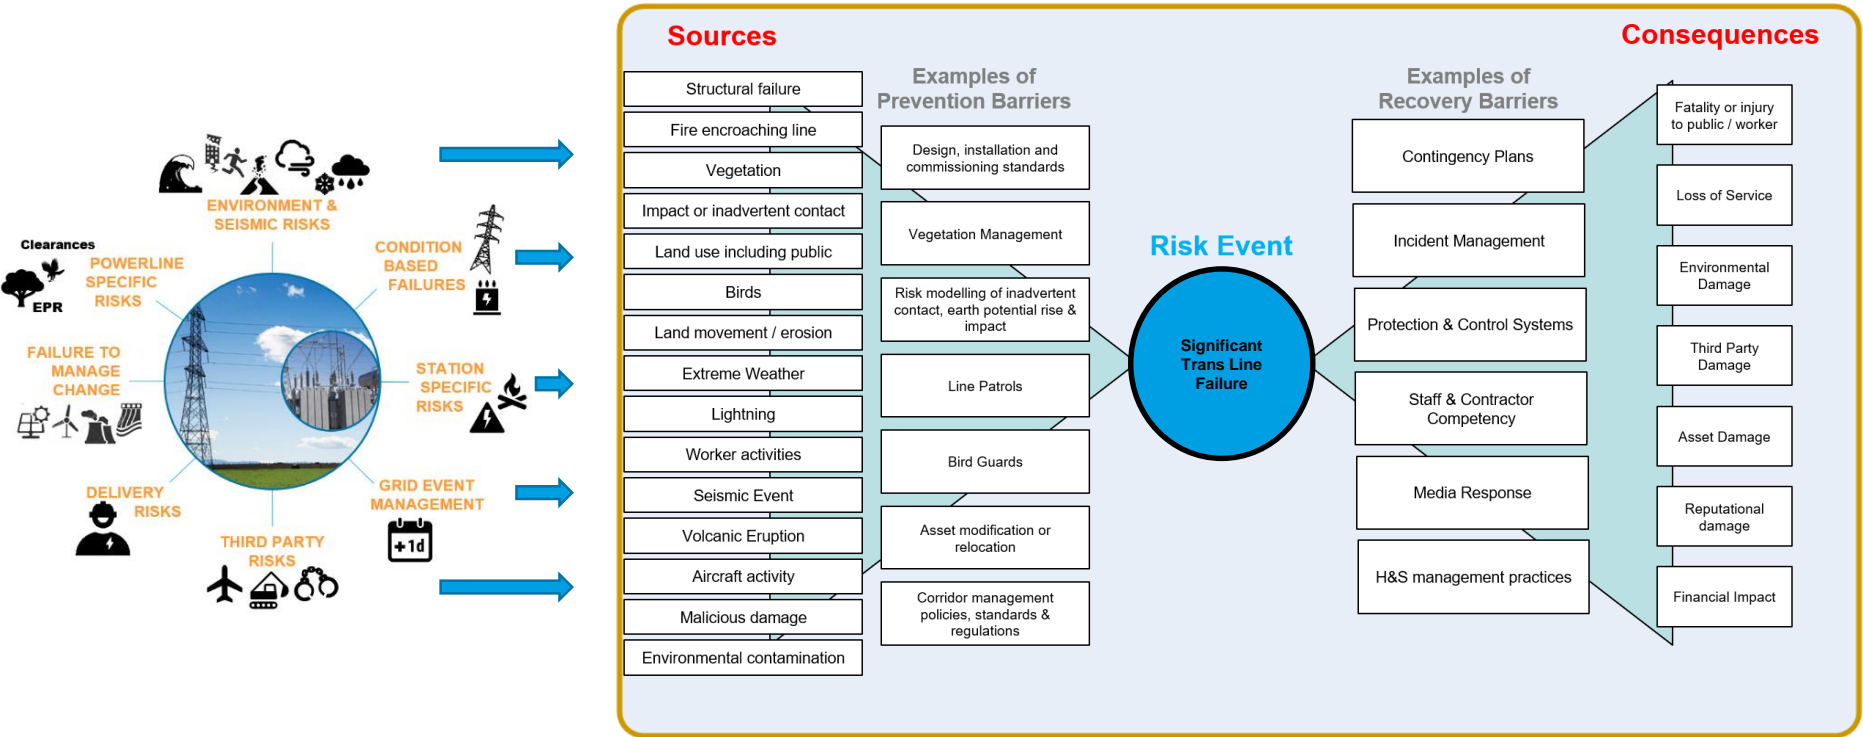 ENVIRONMENT &
SEISMIC RISKS
Clearances
EPR
POWERLINE
SPECIFIC
RISKS
CONDITION
BASED
FAILURES
FAILURE TO
MANAGE
CHANGE
STATION
SPECIFIC
RISKS
DELIVERY
RISKS
GRID EVENT
MANAGEMENT
+1d
THIRD PARTY
RISKS
Sources
Structural failure
Fire encroaching line
Vegetation
Impact or inadvertent contact
Land use including public
Birds
Land movement / erosion
Extreme Weather
Lightning
Worker activities
Seismic Event
Volcanic Eruption
Aircraft activity
Malicious damage
Environmental contamination
Examples of
Prevention Barriers
Design, installation and
commissioning standards
Vegetation Management
Risk modelling of inadvertent
contact, earth potential rise &
impact
Line Patrols
Bird Guards
Asset modification or
relocation
Corridor management
policies, standards &
regulations
Risk Event
Significant
Trans Line
Failure
Examples of
Recovery Barriers
Contingency Plans
Incident Management
Protection & Control Systems
Staff & Contractor
Competency
Media Response
H&S management practices
Consequences
Fatality or injury
to public / worker
Loss of Service
Environmental
Damage
Third Party
Damage
Asset Damage
Reputational
damage
Financial Impact